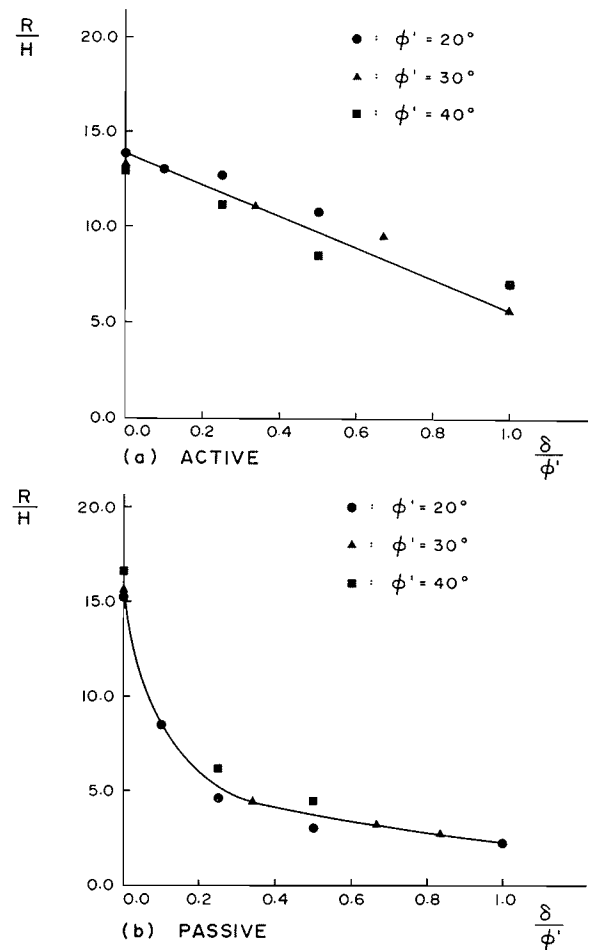 R
H
20.0
15.0
10.0
5.0
0.0
● : ϕ' = 20°
▲ : ϕ' = 30°
■ : ϕ' = 40°
0.0 0.2 0.4 0.6 0.8 1.0
δ
ϕ'
(a) ACTIVE
R
H
20.0
15.0
10.0
5.0
0.0
● : ϕ' = 20°
▲ : ϕ' = 30°
■ : ϕ' = 40°
0.0 0.2 0.4 0.6 0.8 1.0
δ
ϕ'
(b) PASSIVE